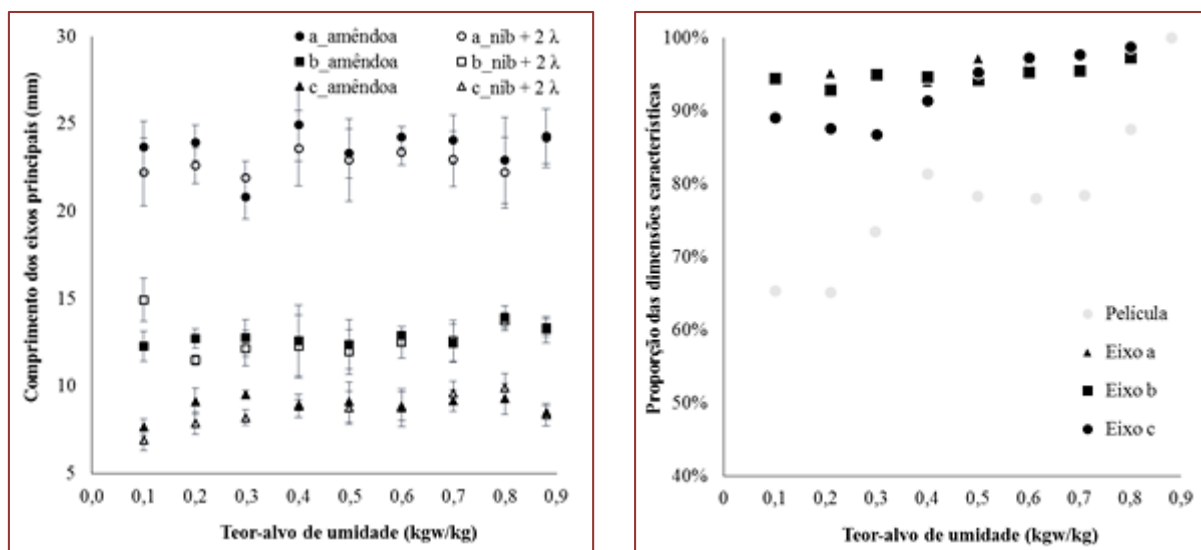 30
25
20
15
10
5
a_amêndoa a_nib + 2 λ
b_amêndoa b_nib + 2 λ
c_amêndoa c_nib + 2 λ
Comprimento dos eixos principais (mm)
0,0 0,1 0,2 0,3 0,4 0,5 0,6 0,7 0,8 0,9
Teor-alvo de umidade (kgw/kg)
100%
90%
80%
70%
60%
50%
40%
Proporção das dimensões características
Película
Eixo a
Eixo b
Eixo c
0 0,1 0,2 0,3 0,4 0,5 0,6 0,7 0,8 0,9
Teor-alvo de umidade (kgw/kg)